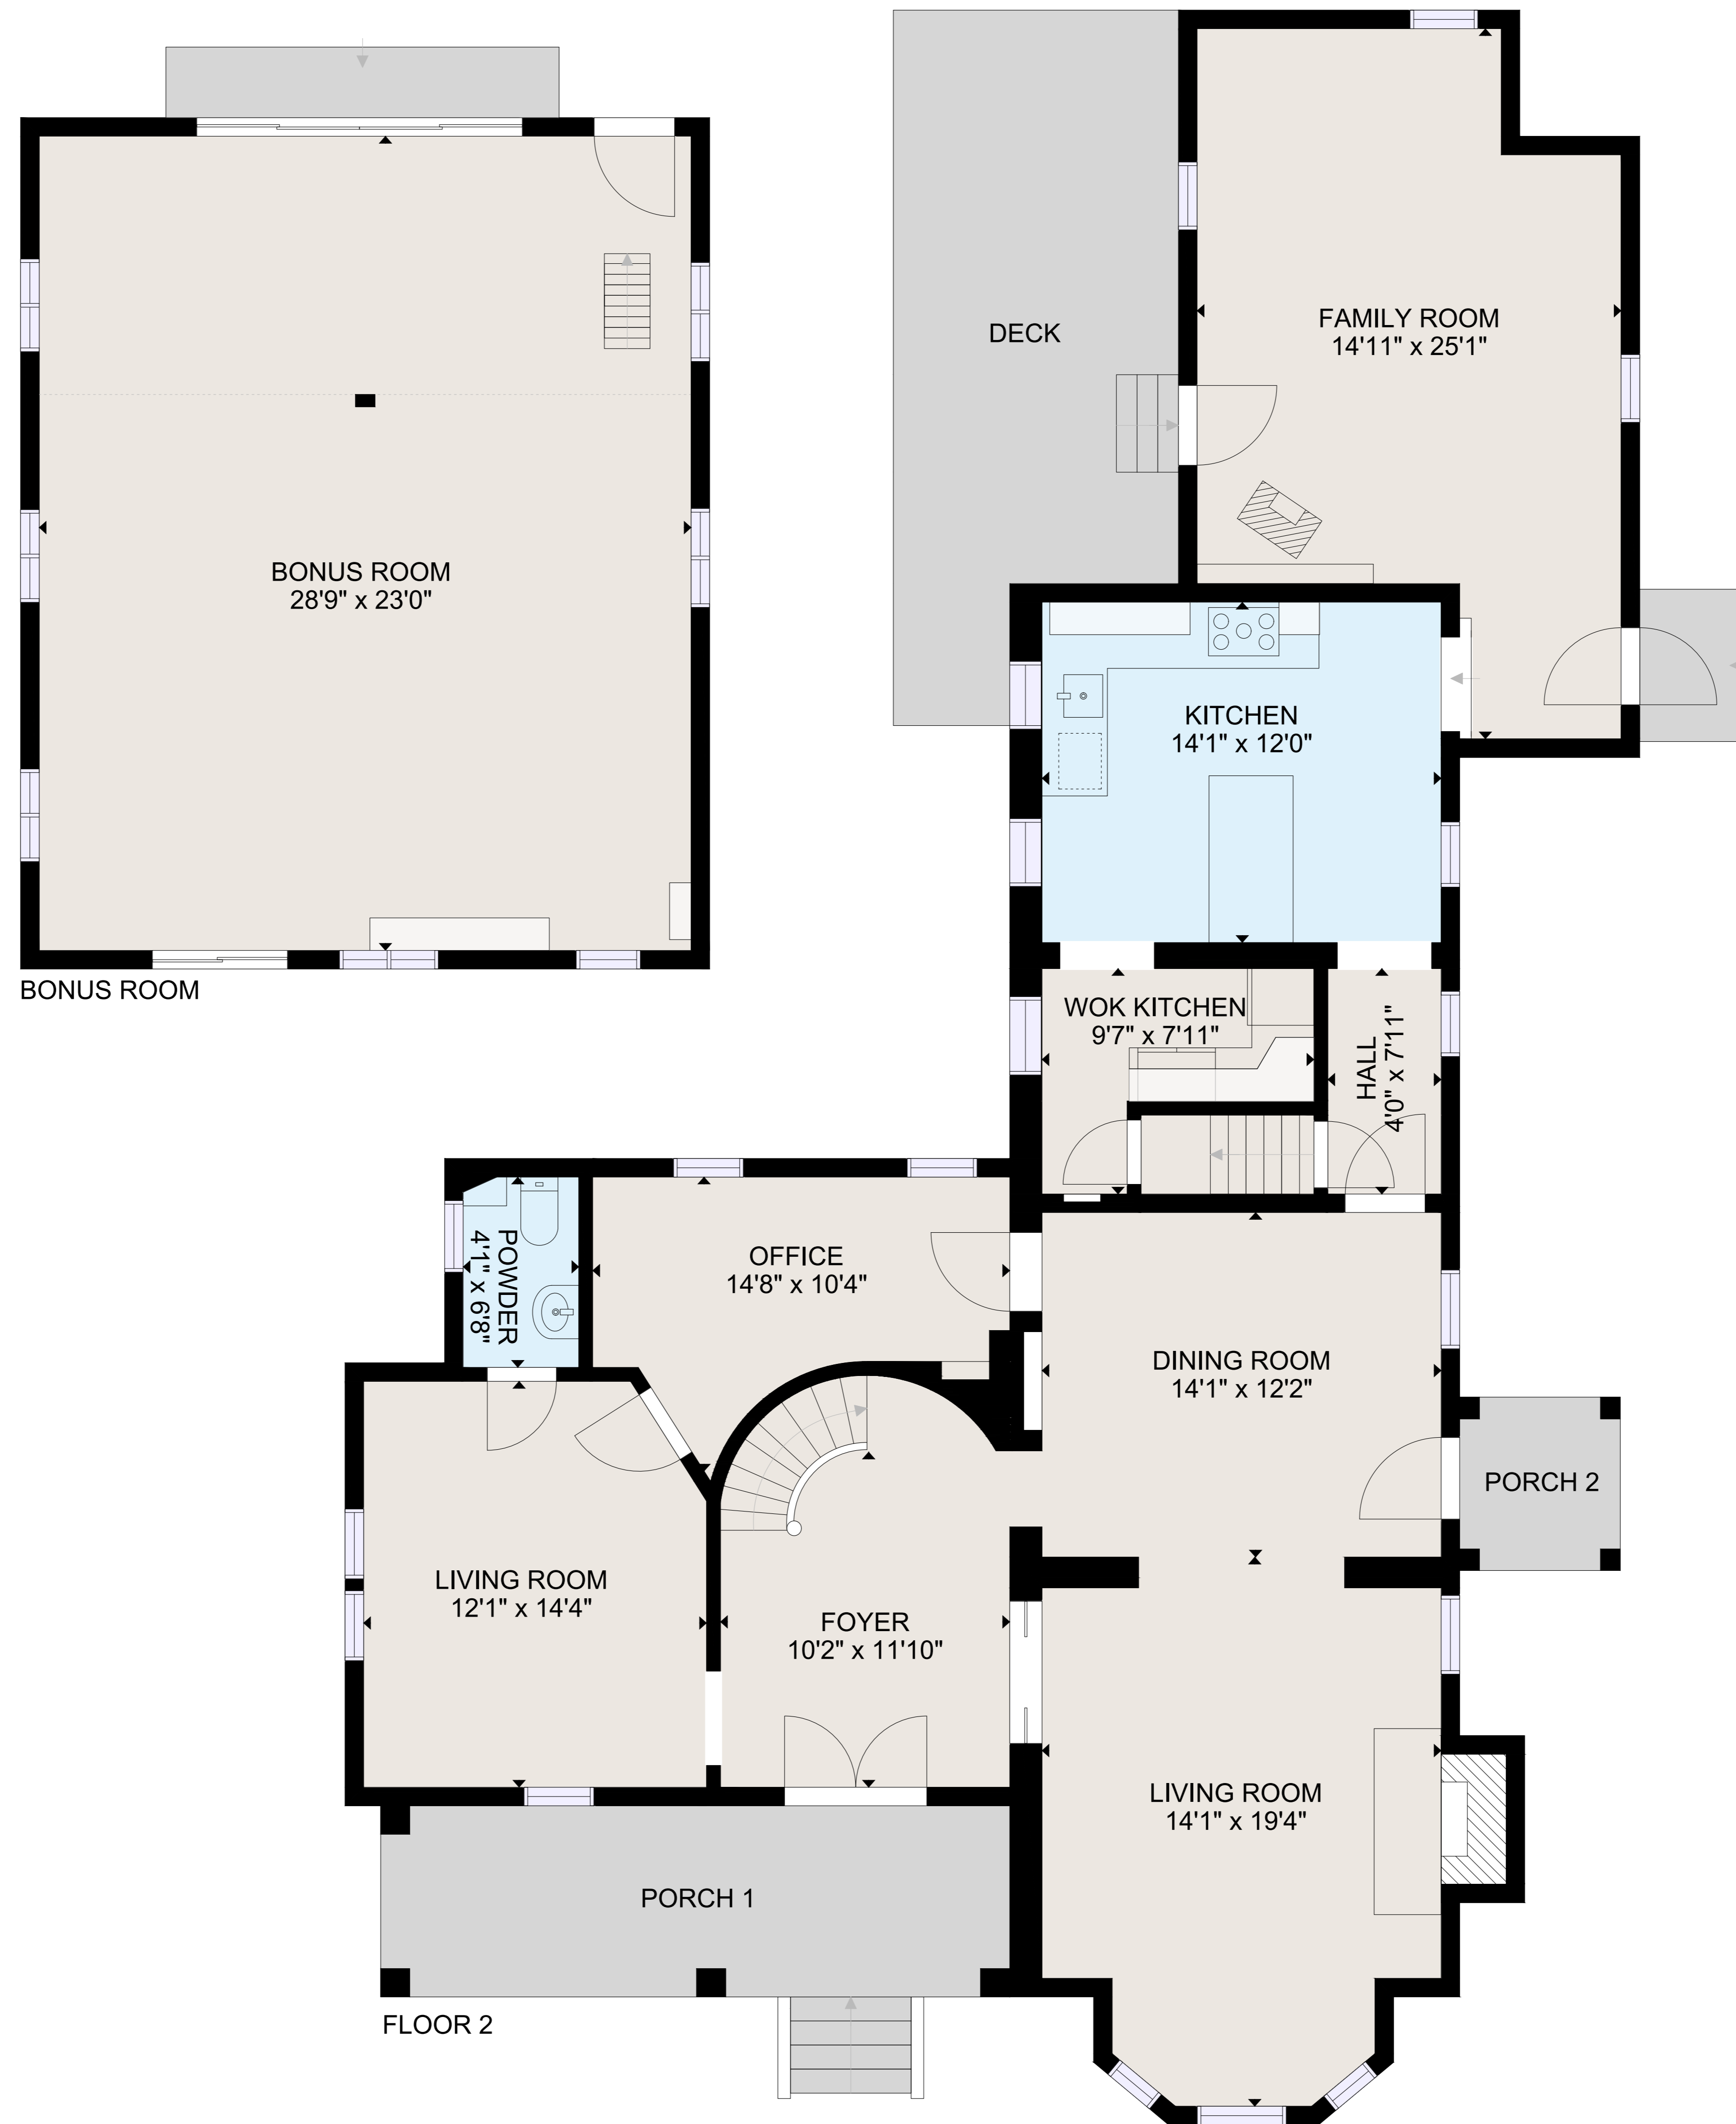 DECK
FAMILY ROOM
14'11" x 25'1"
BONUS ROOM
28'9" x 23'0"
BONUS ROOM
KITCHEN
14'1" x 12'0"
WOK KITCHEN
9'7" x 7'11"
HALL
4'0" x 7'11"
POWDER
4'1" x 6'8"
OFFICE
14'8" x 10'4"
DINING ROOM
14'1" x 12'2"
PORCH 2
LIVING ROOM
12'1" x 14'4"
FOYER
10'2" x 11'10"
LIVING ROOM
14'1" x 19'4"
PORCH 1
FLOOR 2